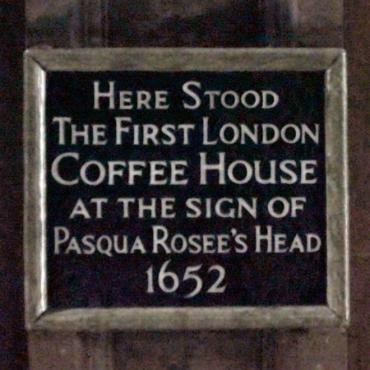 Here Stood
The First London
Coffee House
at the sign of
Pasqua Rosee's Head
1652